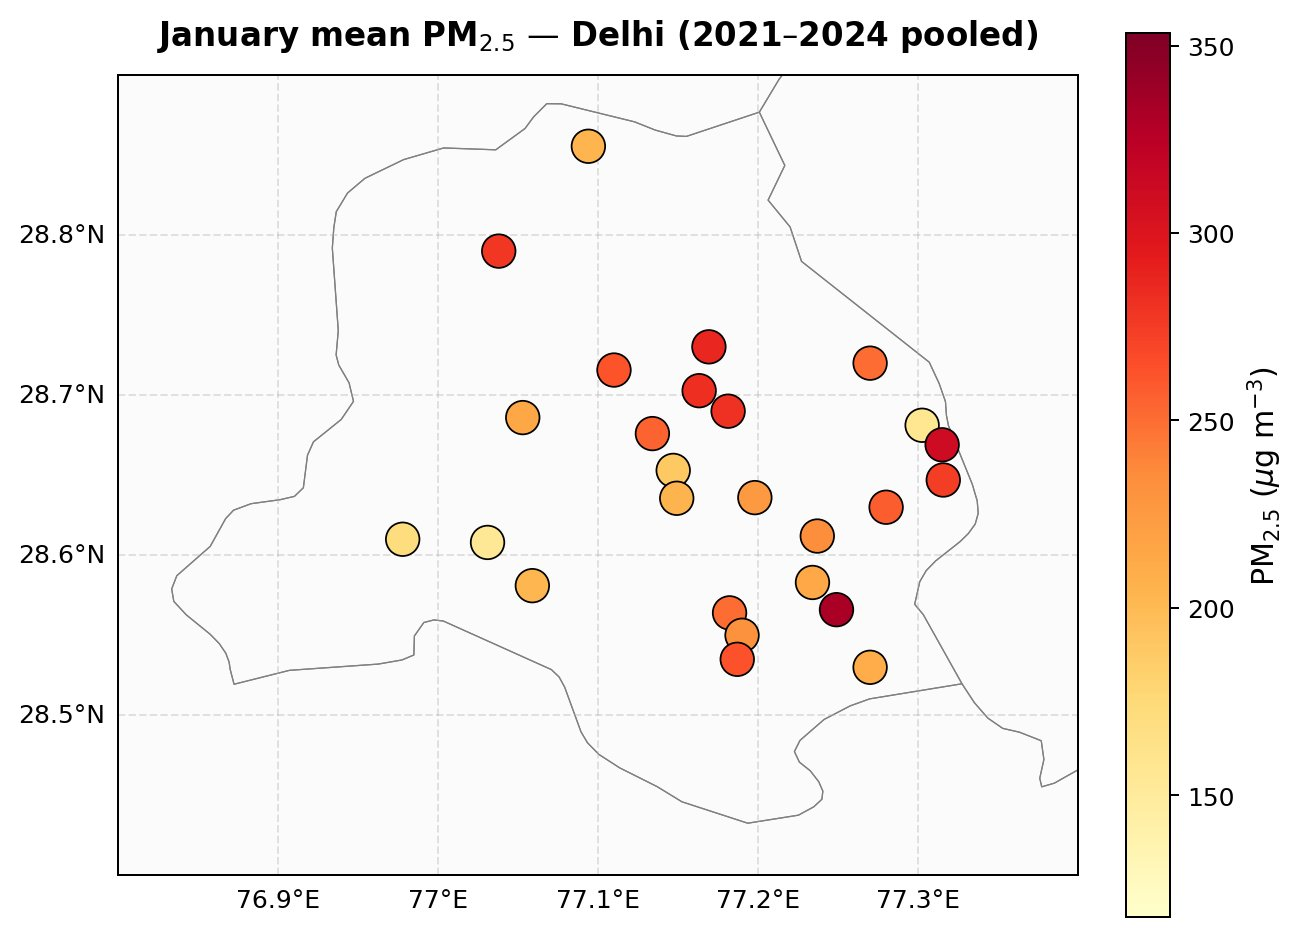 January mean PM₂.₅ — Delhi (2021–2024 pooled)
350
300
250
200
150
PM₂.₅ (μg m⁻³)
28.8°N
28.7°N
28.6°N
28.5°N
76.9°E 77°E 77.1°E 77.2°E 77.3°E